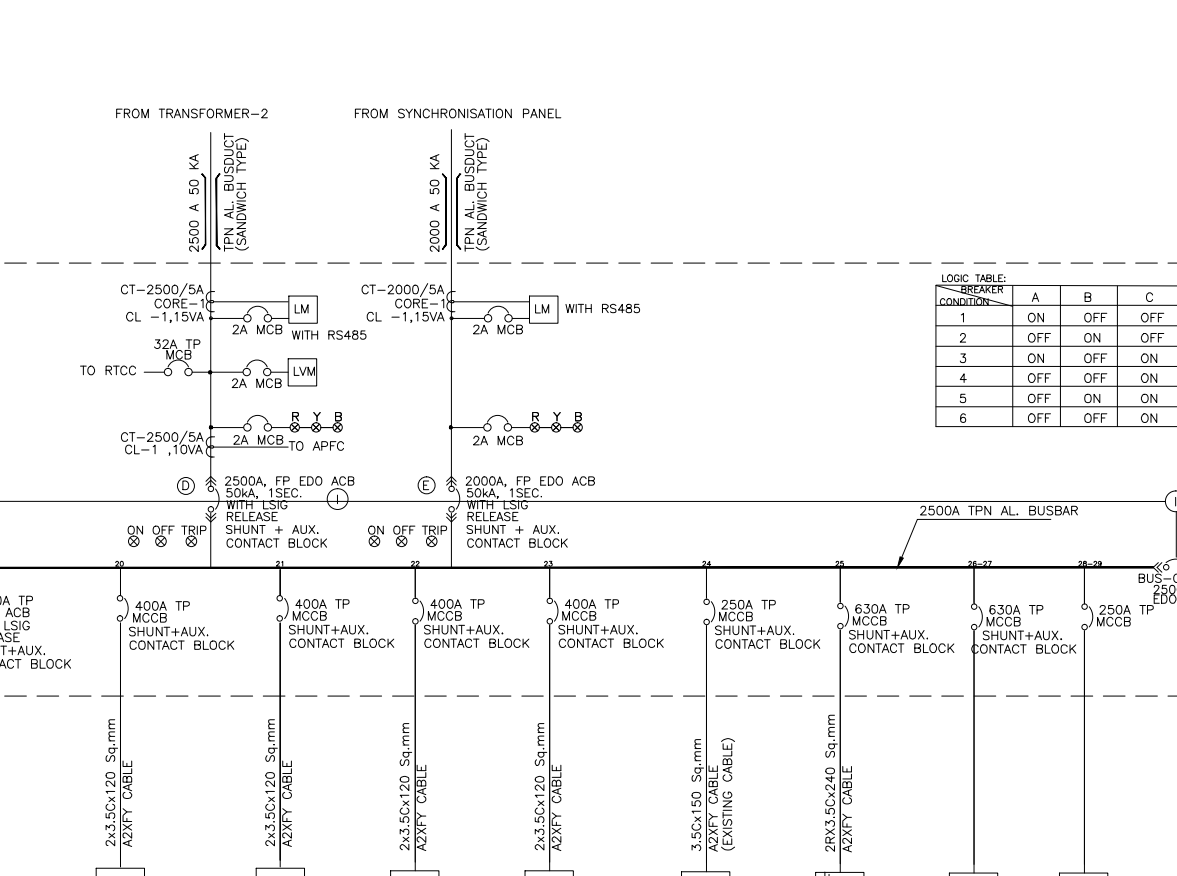 FROM TRANSFORMER-2
FROM SYNCHRONISATION PANEL
2500 A 50 KA
TPN AL. BUSDUCT
(SANDWICH TYPE)
2000 A 50 KA
TPN AL. BUSDUCT
(SANDWICH TYPE)
CT-2500/5A
CORE-1
CL -1,15VA
LM
2A MCB
WITH RS485
CT-2000/5A
CORE-1
CL -1,15VA
LM
WITH RS485
2A MCB
32A TP
MCB
TO RTCC
2A MCB
LVM
R Y B
2A MCB
CT-2500/5A
CL-1 ,10VA
TO APFC
R Y B
2A MCB
LOGIC TABLE:
BREAKER
CONDITION A B C
1 ON OFF OFF
2 OFF ON OFF
3 ON OFF ON
4 OFF OFF ON
5 OFF ON ON
6 OFF OFF ON
D
2500A, FP EDO ACB
50kA, 1SEC.
WITH LSIG
RELEASE
SHUNT + AUX.
CONTACT BLOCK
I
ON OFF TRIP
E
2000A, FP EDO ACB
50kA, 1SEC.
WITH LSIG
RELEASE
SHUNT + AUX.
CONTACT BLOCK
ON OFF TRIP
2500A TPN AL. BUSBAR
20 21 22 23 24 25 26-27 28-29
BUS-C
250
EDO
A TP
ACB
LSIG
ASE
T+AUX.
ACT BLOCK
400A TP
MCCB
SHUNT+AUX.
CONTACT BLOCK
400A TP
MCCB
SHUNT+AUX.
CONTACT BLOCK
400A TP
MCCB
SHUNT+AUX.
CONTACT BLOCK
400A TP
MCCB
SHUNT+AUX.
CONTACT BLOCK
250A TP
MCCB
SHUNT+AUX.
CONTACT BLOCK
630A TP
MCCB
SHUNT+AUX.
CONTACT BLOCK
630A TP
MCCB
SHUNT+AUX.
CONTACT BLOCK
250A TP
MCCB
2x3.5Cx120 Sq.mm
A2XFY CABLE
2x3.5Cx120 Sq.mm
A2XFY CABLE
2x3.5Cx120 Sq.mm
A2XFY CABLE
2x3.5Cx120 Sq.mm
A2XFY CABLE
3.5Cx150 Sq.mm
A2XFY CABLE
(EXISTING CABLE)
2RX3.5Cx240 Sq.mm
A2XFY CABLE